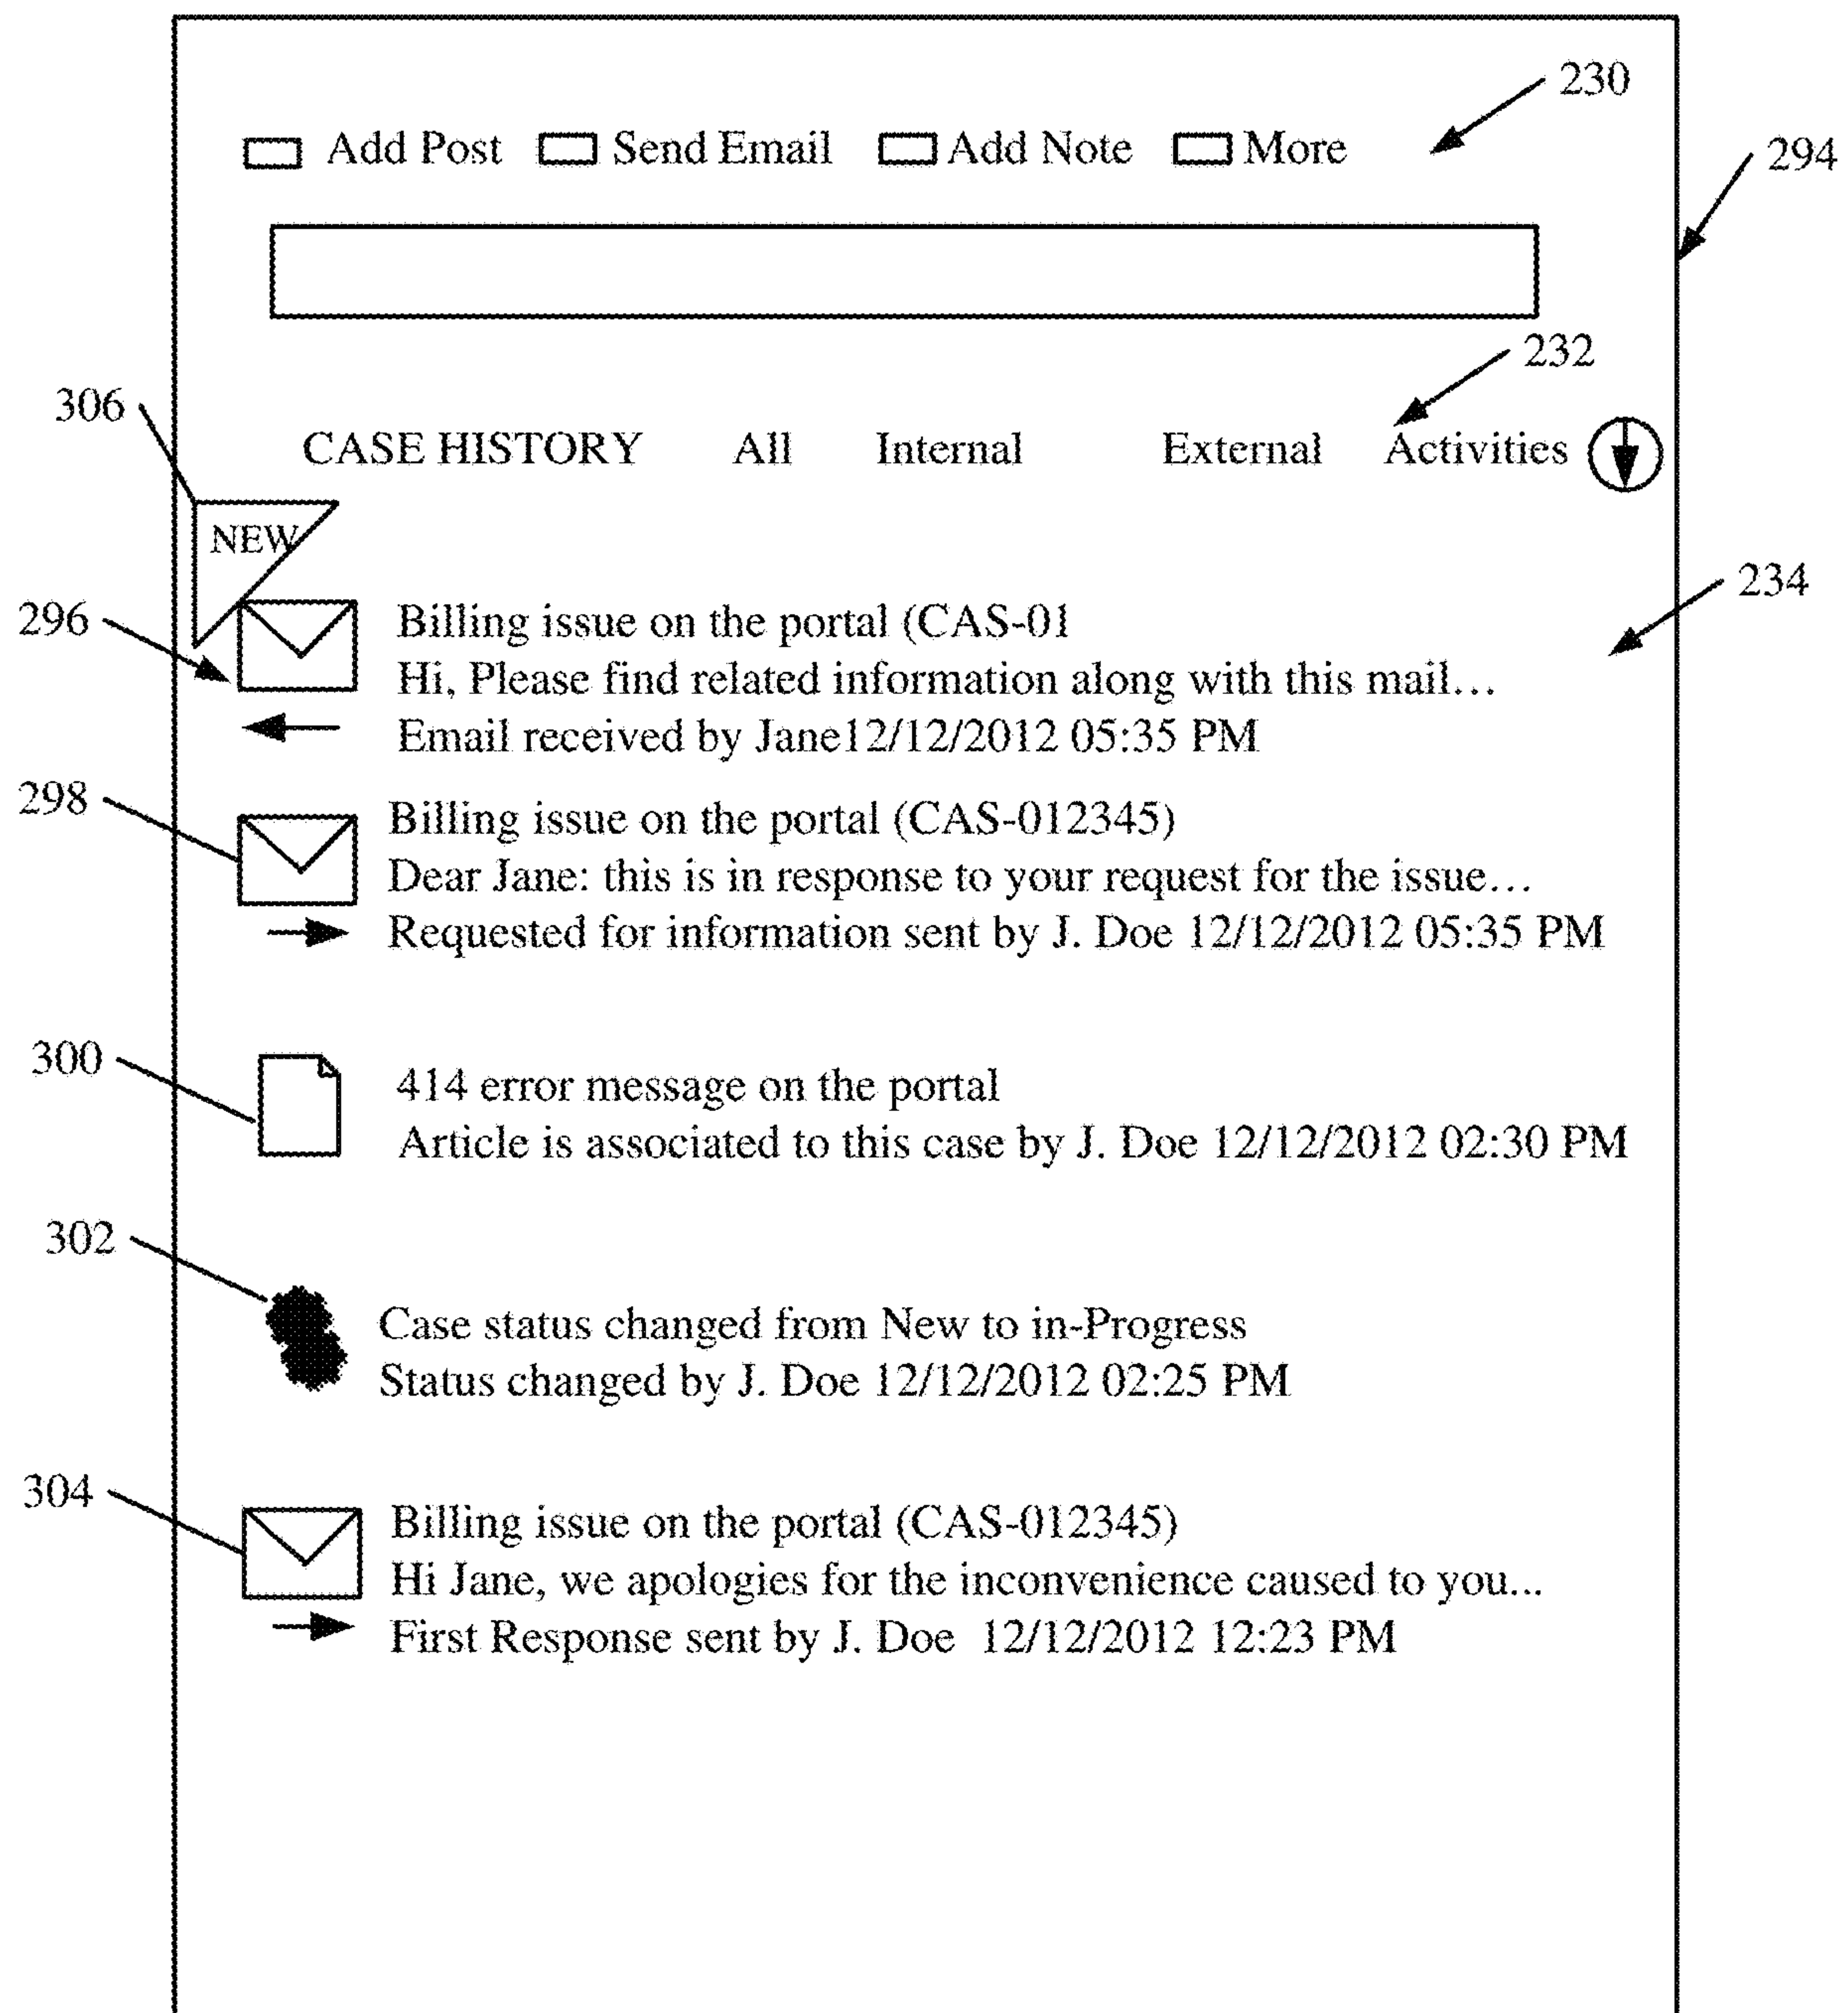 230
Add Post Send Email Add Note More
294
232
306
CASE HISTORY All Internal External Activities
NEW
234
296
Billing issue on the portal (CAS-01
Hi, Please find related information along with this mail…
Email received by Jane12/12/2012 05:35 PM
298
Billing issue on the portal (CAS-012345)
Dear Jane: this is in response to your request for the issue…
Requested for information sent by J. Doe 12/12/2012 05:35 PM
300
414 error message on the portal
Article is associated to this case by J. Doe 12/12/2012 02:30 PM
302
Case status changed from New to in-Progress
Status changed by J. Doe 12/12/2012 02:25 PM
304
Billing issue on the portal (CAS-012345)
Hi Jane, we apologies for the inconvenience caused to you...
First Response sent by J. Doe 12/12/2012 12:23 PM